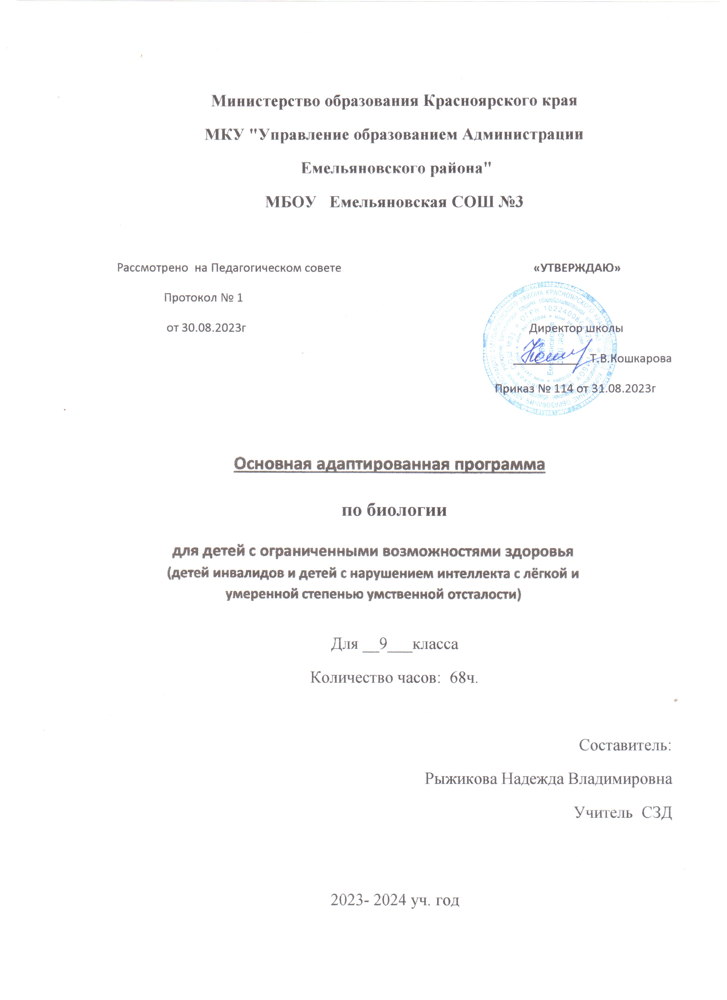 Министерство образования Красноярского края
МКУ "Управление образованием Администрации
Емельяновского района"
МБОУ   Емельяновская СОШ №3
Рассмотрено  на Педагогическом совете
«УТВЕРЖДАЮ»
Протокол № 1
от 30.08.2023г
Директор школы
__________ Т.В.Кошкарова
Приказ № 114 от 31.08.2023г
Основная адаптированная программа
по биологии
для детей с ограниченными возможностями здоровья
(детей инвалидов и детей с нарушением интеллекта с лёгкой и
умеренной степенью умственной отсталости)
Для __9___класса
Количество часов:  68ч.
Составитель:
Рыжикова Надежда Владимировна
Учитель  СЗД
2023- 2024 уч. год